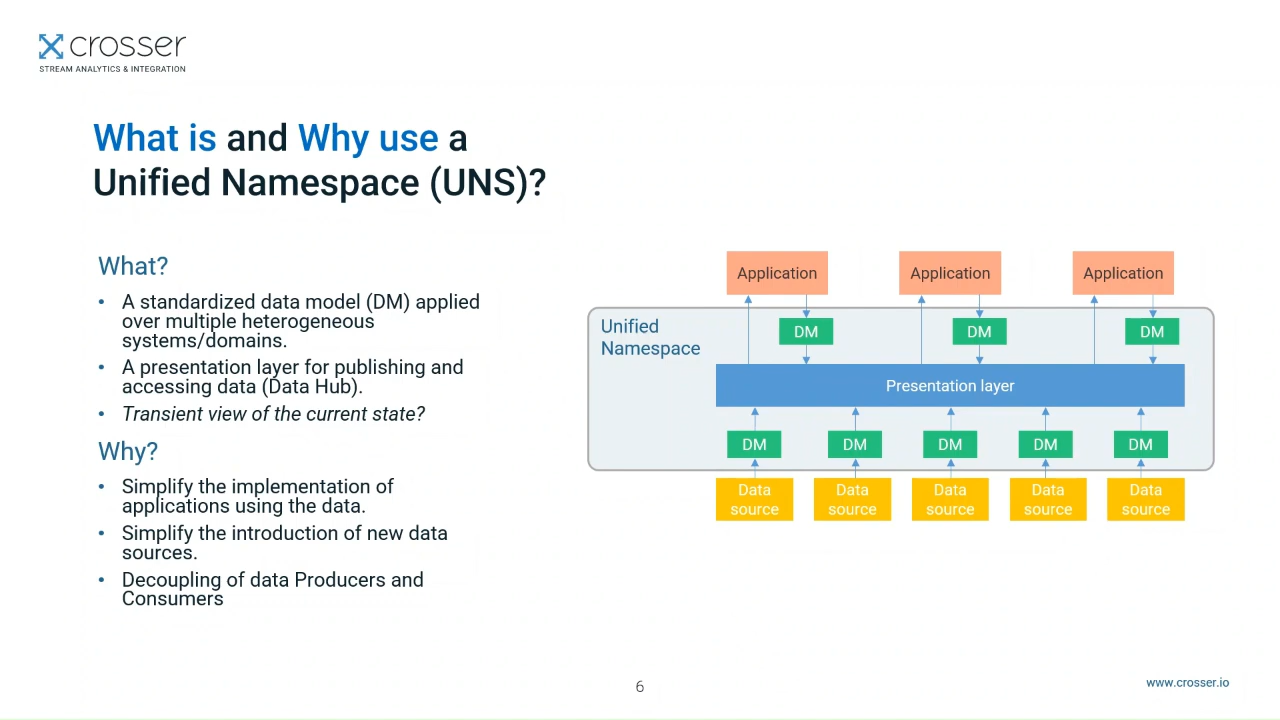 crosser
STREAM ANALYTICS & INTEGRATION
What is and Why use a
Unified Namespace (UNS)?
What?
• A standardized data model (DM) applied
over multiple heterogeneous
systems/domains.
• A presentation layer for publishing and
accessing data (Data Hub).
• Transient view of the current state?
Why?
• Simplify the implementation of
applications using the data.
• Simplify the introduction of new data
sources.
• Decoupling of data Producers and
Consumers
Application Application Application
Unified
Namespace
DM DM DM
Presentation layer
DM DM DM DM DM
Data Data Data Data Data
source source source source source
6
www.crosser.io